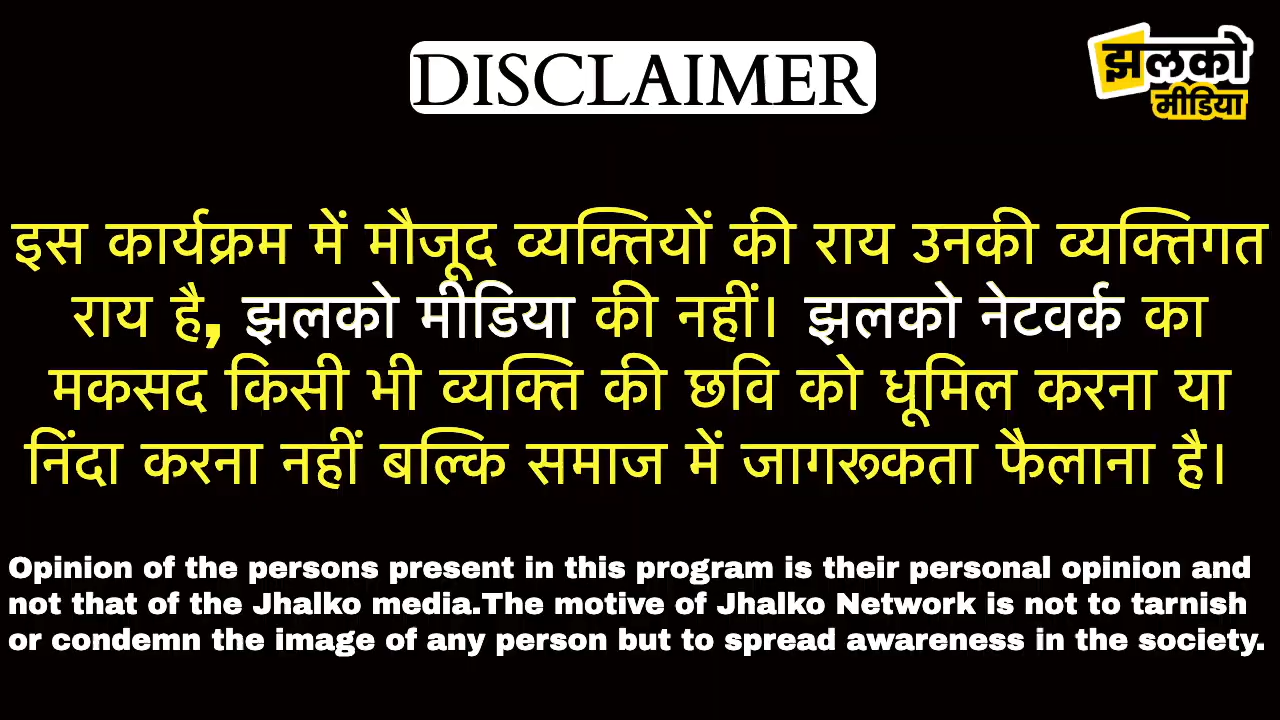 DISCLAIMER
झलको
मीडिया
इस कार्यक्रम में मौजूद व्यक्तियों की राय उनकी व्यक्तिगत
राय है, झलको मीडिया की नहीं। झलको नेटवर्क का
मकसद किसी भी व्यक्ति की छवि को धूमिल करना या
निंदा करना नहीं बल्कि समाज में जागरूकता फैलाना है।
Opinion of the persons present in this program is their personal opinion and
not that of the Jhalko media.The motive of Jhalko Network is not to tarnish
or condemn the image of any person but to spread awareness in the society.